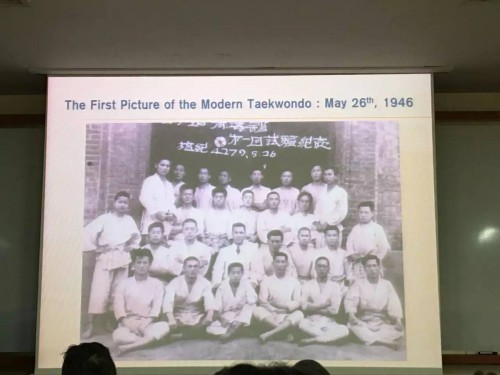 The First Picture of the Modern Taekwondo : May 26th, 1946
第一回試驗紀念
檀紀 4279.5.26